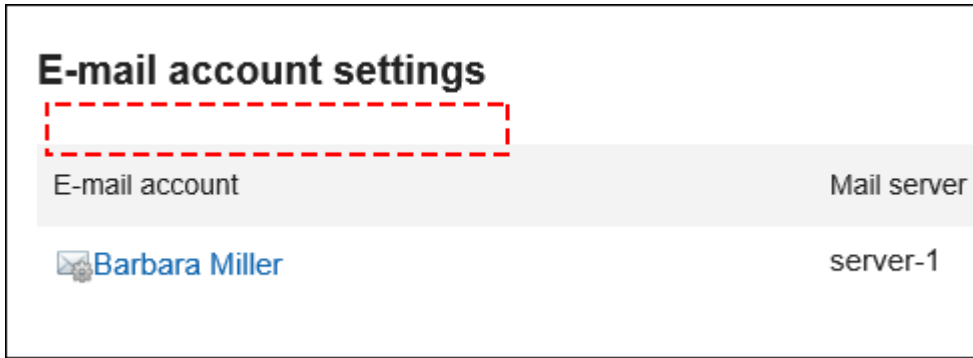 E-mail account settings
E-mail account Mail server
Barbara Miller server-1